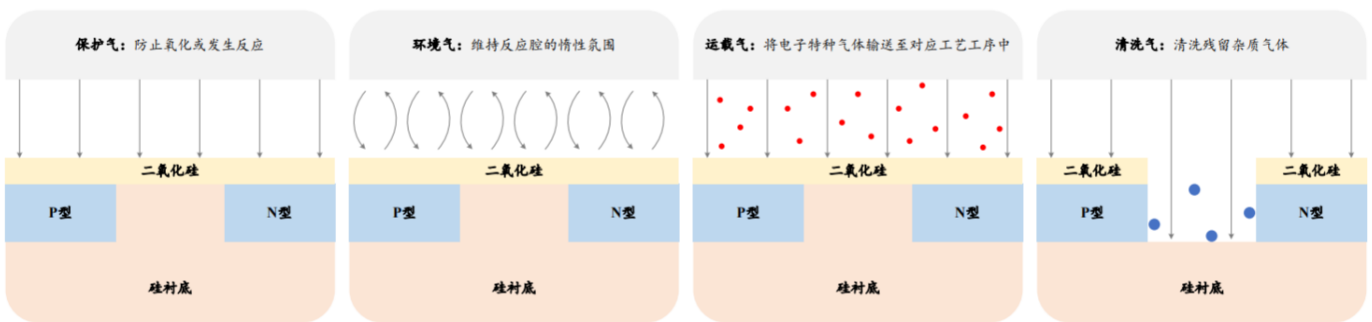 保护气：防止氧化或发生反应
二氧化硅
P型
N型
硅衬底
环境气：维持反应腔的惰性氛围
二氧化硅
P型
N型
硅衬底
运载气：将电子特种气体输送至对应工艺工序中
二氧化硅
P型
N型
硅衬底
清洗气：清洗残留杂质气体
二氧化硅
二氧化硅
P型
N型
硅衬底